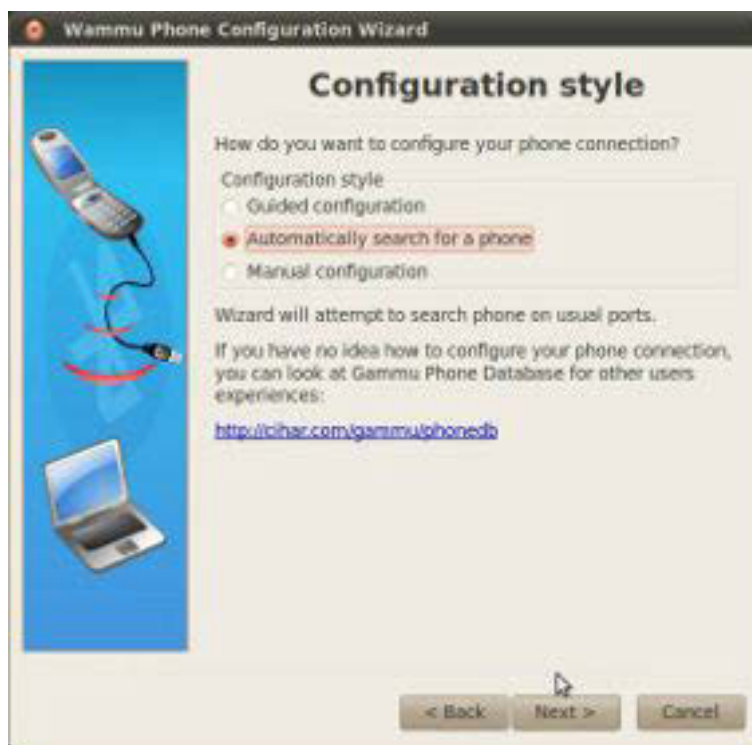 Wammu Phone Configuration Wizard
Configuration style
How do you want to configure your phone connection?
Configuration style
Guided configuration
Automatically search for a phone
Manual configuration
Wizard will attempt to search phone on usual ports.
If you have no idea how to configure your phone connection,
you can look at Gammu Phone Database for other users
experiences:
http://cihar.com/gammu/phonedb
< Back
Next >
Cancel